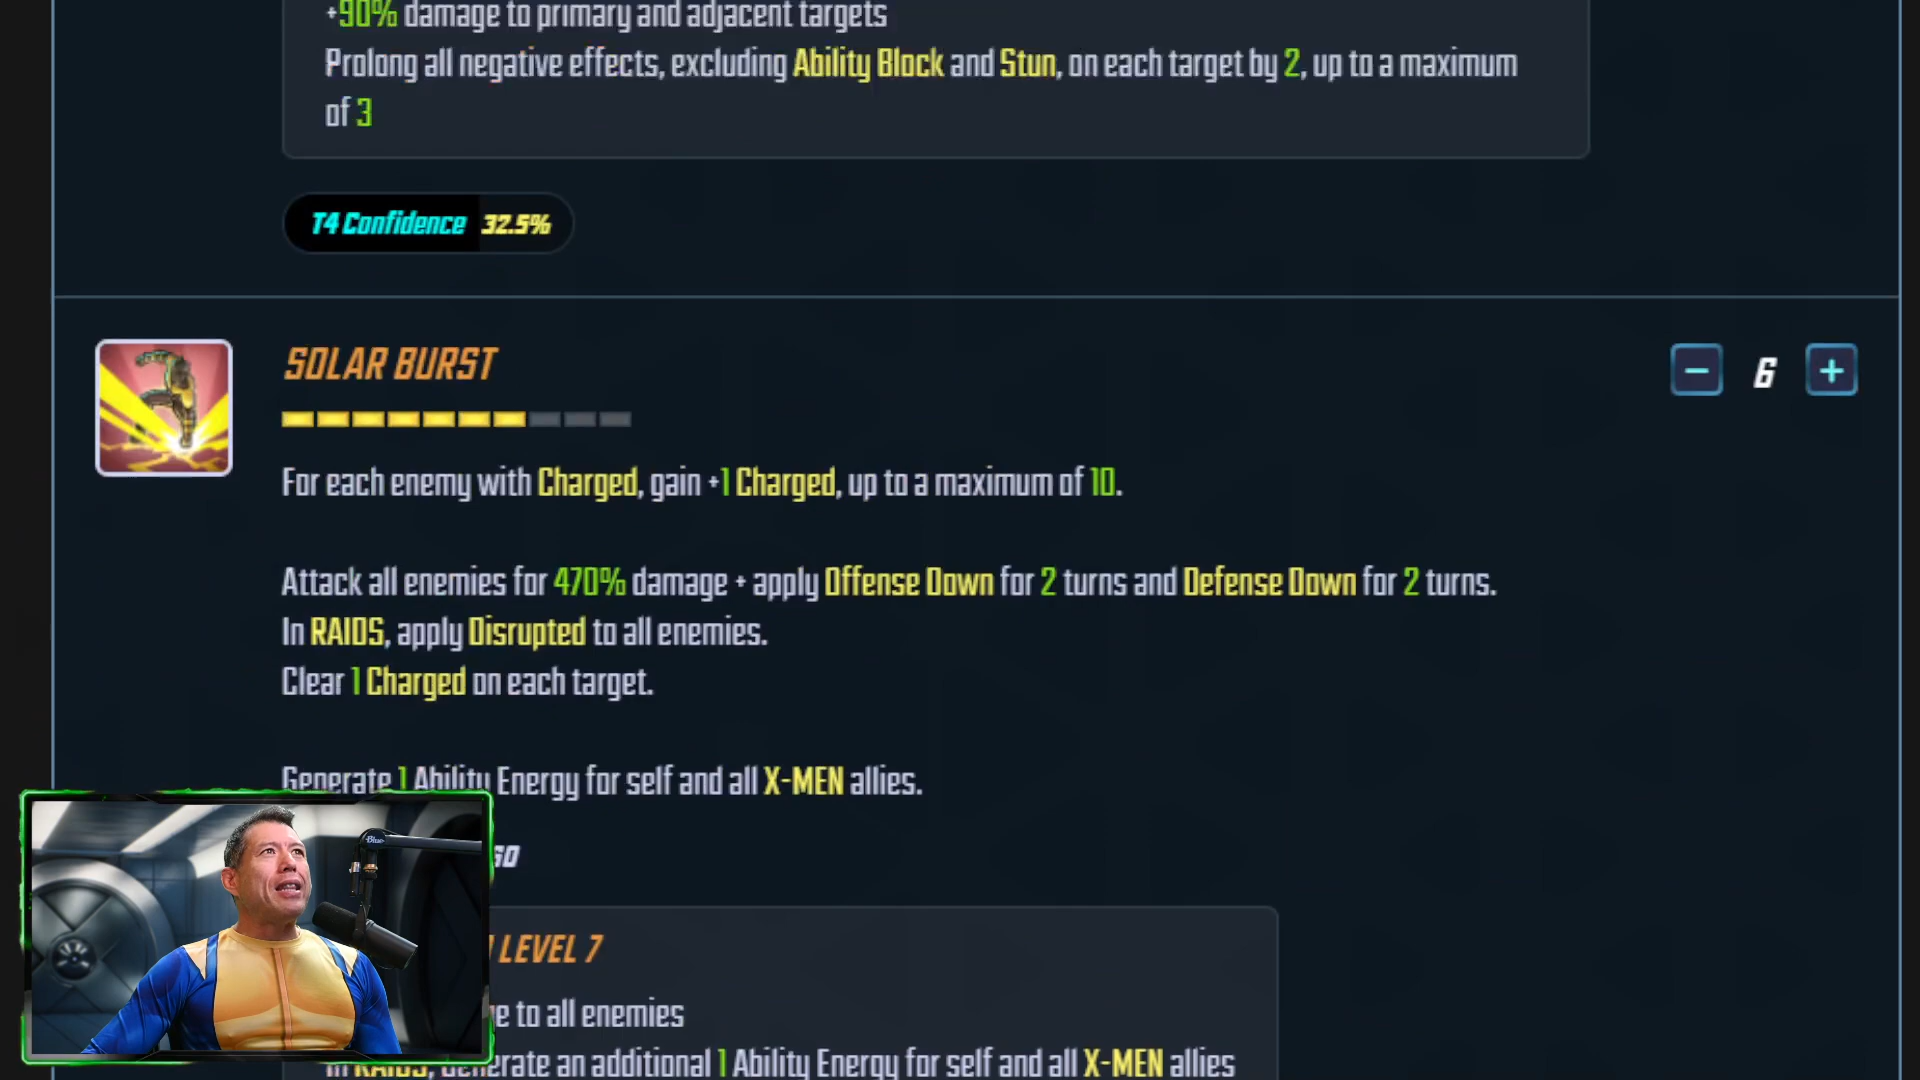 +90% damage to primary and adjacent targets
Prolong all negative effects, excluding Ability Block and Stun, on each target by 2, up to a maximum
of 3
T4 Confidence 32.5%
SOLAR BURST
− 6 +
For each enemy with Charged, gain +1 Charged, up to a maximum of 10.
Attack all enemies for 470% damage + apply Offense Down for 2 turns and Defense Down for 2 turns.
In RAIDS, apply Disrupted to all enemies.
Clear 1 Charged on each target.
Generate 1 Ability Energy for self and all X-MEN allies.
LEVEL 7
to all enemies
In RAIDS, generate an additional 1 Ability Energy for self and all X-MEN allies
Blue